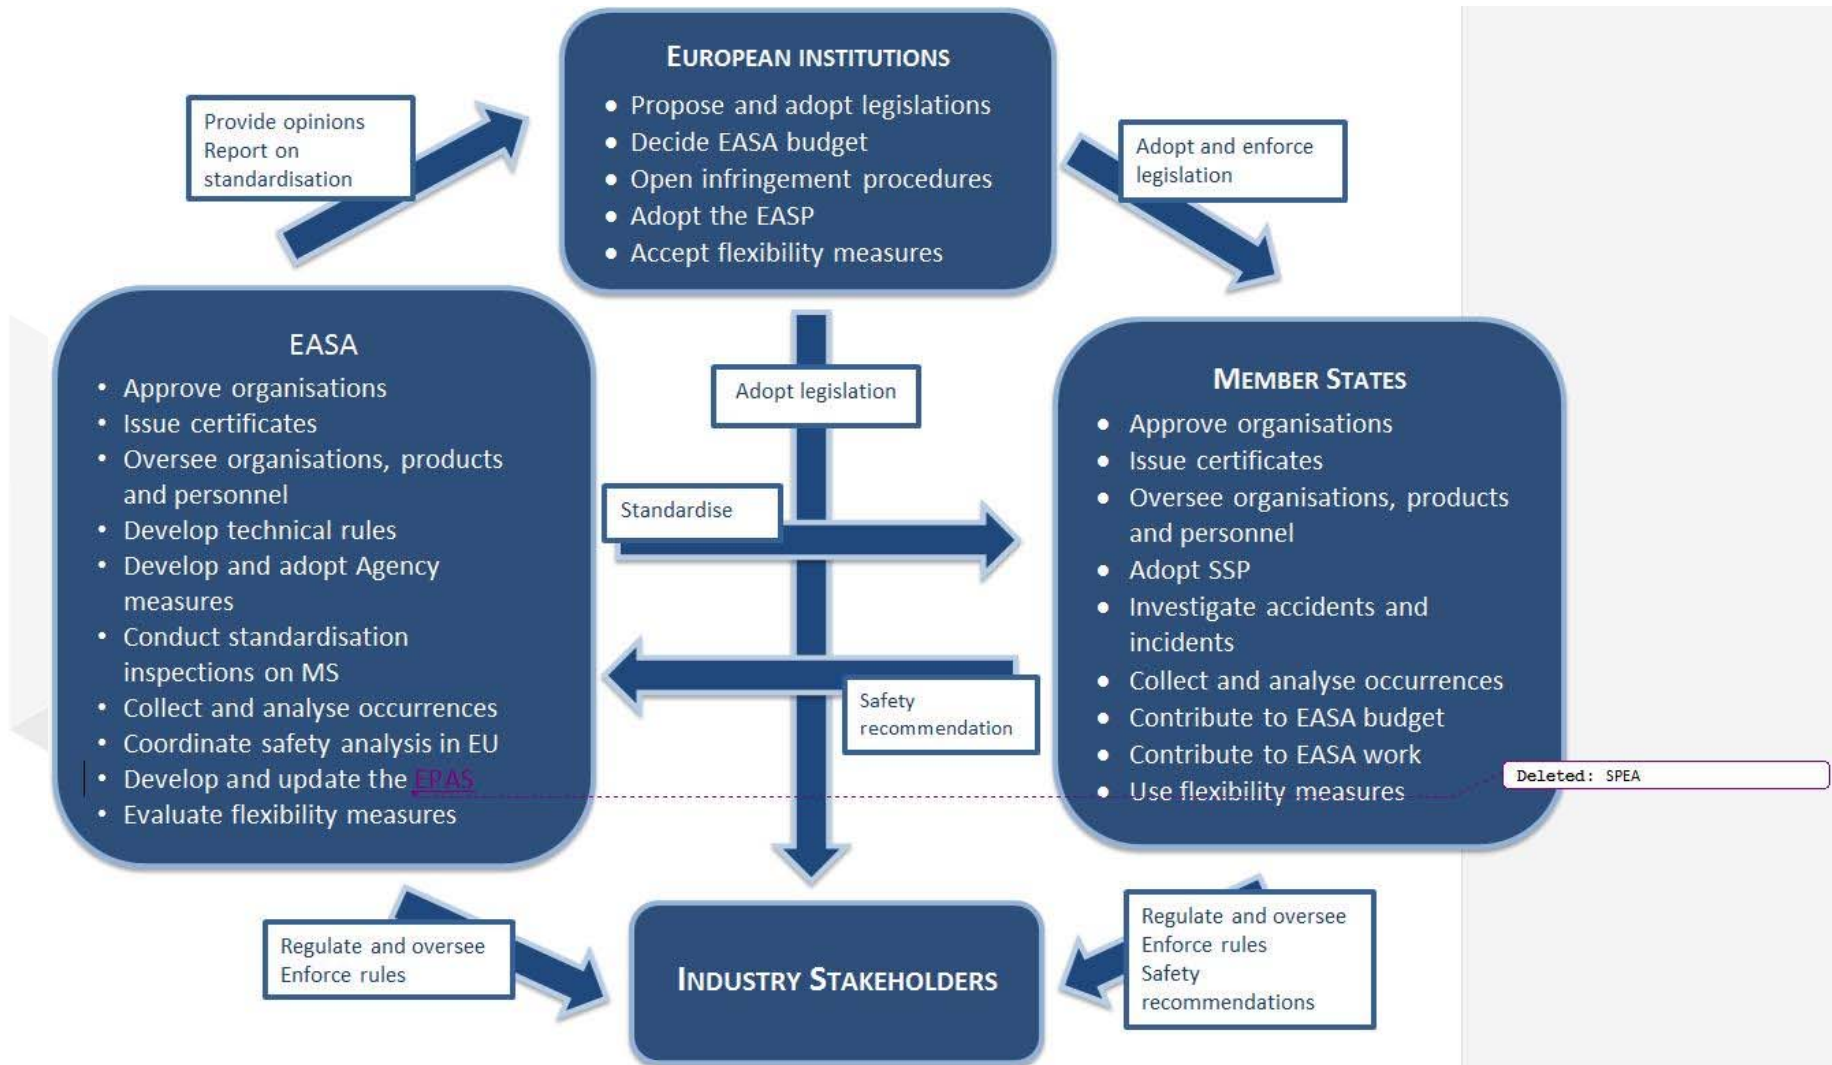 EUROPEAN INSTITUTIONS
• Propose and adopt legislations
• Decide EASA budget
• Open infringement procedures
• Adopt the EASP
• Accept flexibility measures
Provide opinions
Report on
standardisation
Adopt and enforce
legislation
EASA
• Approve organisations
• Issue certificates
• Oversee organisations, products
and personnel
• Develop technical rules
• Develop and adopt Agency
measures
• Conduct standardisation
inspections on MS
• Collect and analyse occurrences
• Coordinate safety analysis in EU
• Develop and update the EPAS
• Evaluate flexibility measures
Adopt legislation
Standardise
Safety
recommendation
MEMBER STATES
• Approve organisations
• Issue certificates
• Oversee organisations, products
and personnel
• Adopt SSP
• Investigate accidents and
incidents
• Collect and analyse occurrences
• Contribute to EASA budget
• Contribute to EASA work
• Use flexibility measures
Deleted: SPEA
Regulate and oversee
Enforce rules
INDUSTRY STAKEHOLDERS
Regulate and oversee
Enforce rules
Safety
recommendations